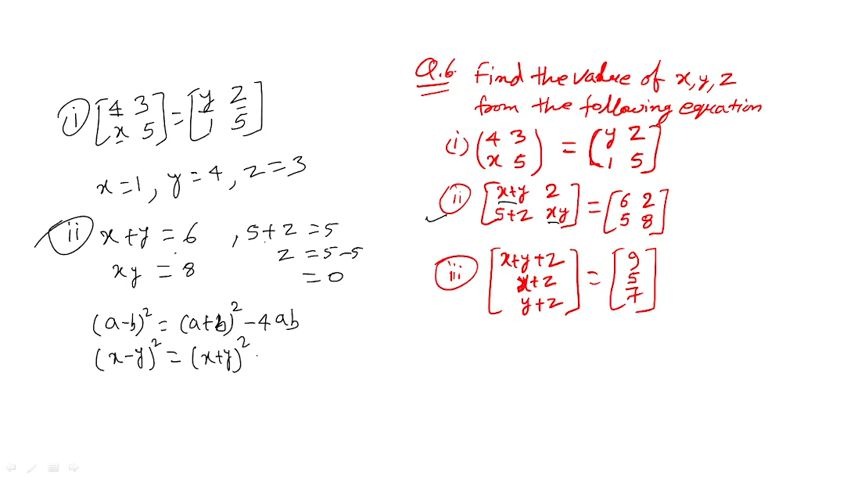 i) [4 3 = [y z
x 5] 1 5]
x = 1, y = 4, z = 3
ii) x+y = 6, 5+z = 5
xy = 8
z = 5-5
= 0
(a-b)² = (a+b)² - 4ab
(x-y)² = (x+y)²
Q.6. Find the value of x, y, z
from the following equation
(i) (4 3 = (y z
x 5) 1 5]
ii) [x+y 2 = [6 2
5+z xy] 5 8]
iii) [x+y+z = [9
x+z 5
y+z] 7]